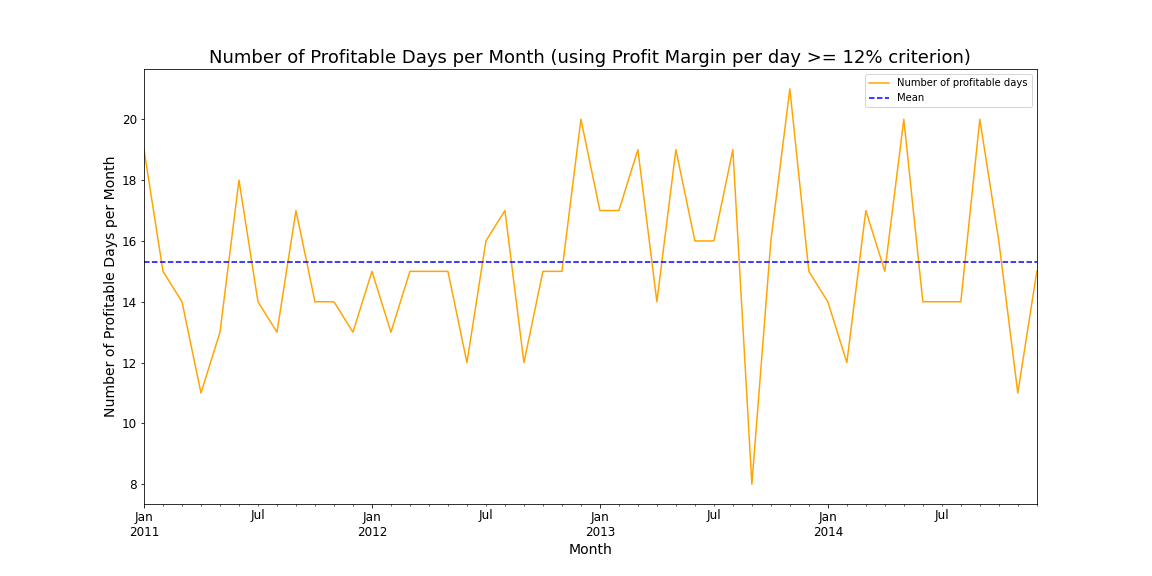 Number of Profitable Days per Month (using Profit Margin per day >= 12% criterion)
Number of profitable days
Mean
Number of Profitable Days per Month
20
18
16
14
12
10
8
Jan Jul Jan Jul Jan Jul Jan Jul
2011 2012 2013 2014
Month